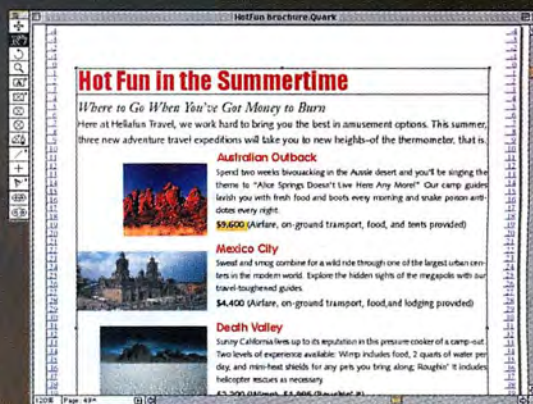 HotFun brochure.Quark
Hot Fun in the Summertime
Where to Go When You've Got Money to Burn
Here at Heliafun Travel, we work hard to bring you the best in amusement options. This summer,
three new adventure travel expeditions will take you to new heights–of the thermometer, that is.
Australian Outback
Spend two weeks bivouacking in the Aussie desert and you'll be singing the
theme to "Alice Springs Doesn't Live Here Any More!" Our camp guides
lavish you with fresh food and boots every morning and snake poison anti-
dotes every night.
$9,600 (Airfare, on-ground transport, food, and tents provided)
Mexico City
Sweat and smog combine for a wild ride through one of the largest urban cen-
ters in the modern world. Explore the hidden sights of the megapolis with our
travel-toughened guides.
$4,400 (Airfare, on-ground transport, food,and lodging provided)
Death Valley
Sunny California lives up to its reputation in this pressure cooker of a camp-out.
Two levels of experience available: Wimp includes food, 2 quarts of water per
day, and mini-heat shields for any pets you bring along; Roughin' It includes
helicopter rescues as necessary.
120% Page: 49*